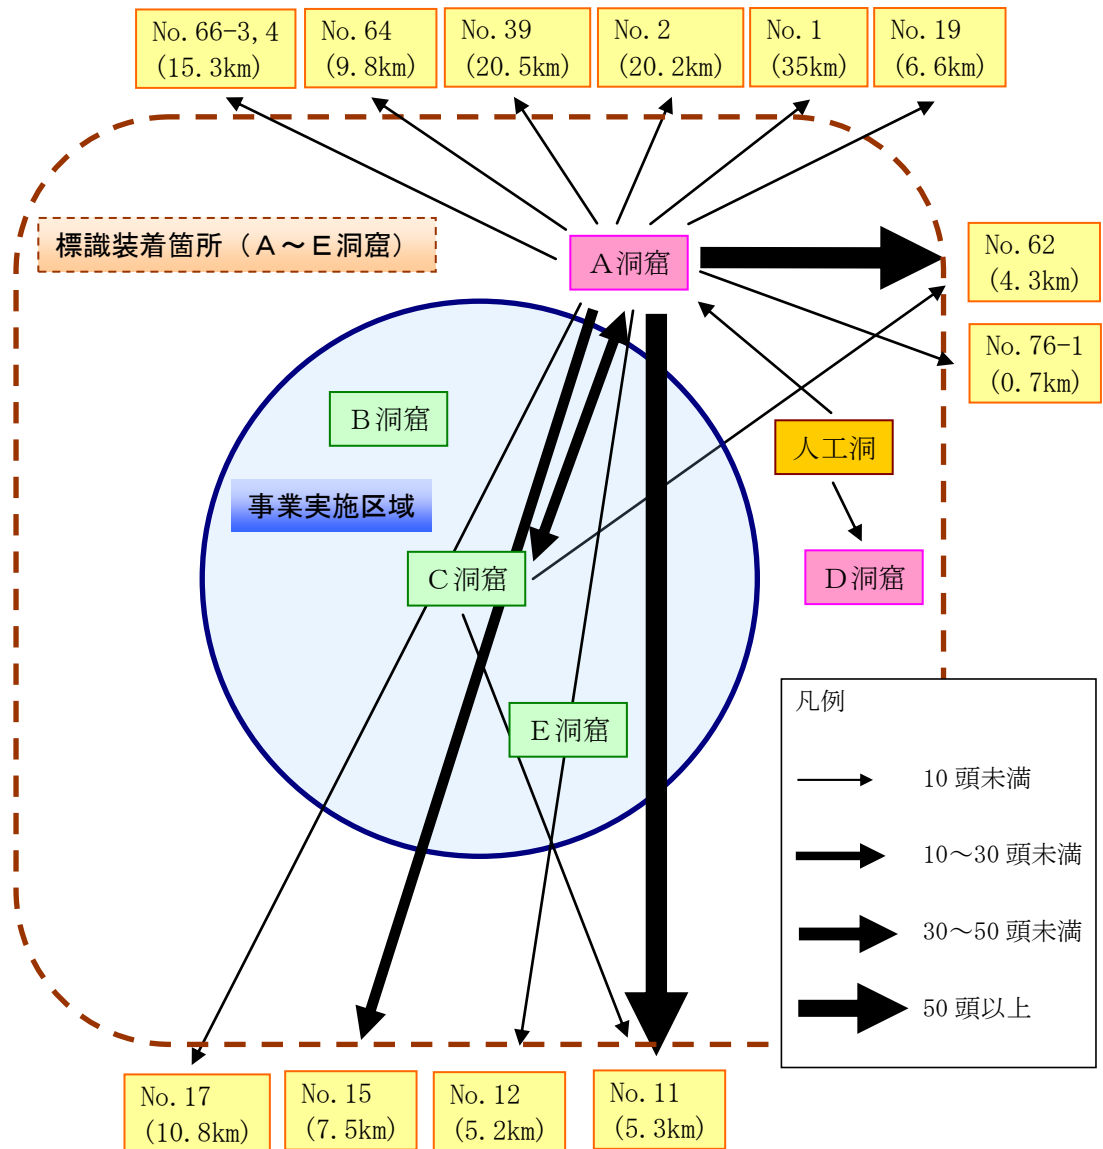 No.66-3,4
(15.3km)
No.64
(9.8km)
No.39
(20.5km)
No.2
(20.2km)
No.1
(35km)
No.19
(6.6km)
標識装着箇所（A～E洞窟）
A洞窟
No.62
(4.3km)
No.76-1
(0.7km)
B洞窟
人工洞
事業実施区域
C洞窟
D洞窟
E洞窟
凡例
10頭未満
10～30頭未満
30～50頭未満
50頭以上
No.17
(10.8km)
No.15
(7.5km)
No.12
(5.2km)
No.11
(5.3km)